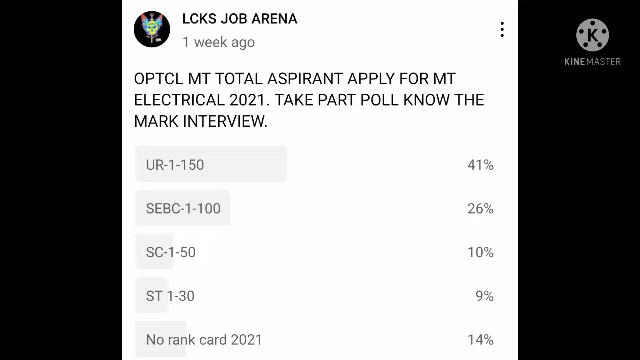 LCKS JOB ARENA
1 week ago
OPTCL MT TOTAL ASPIRANT APPLY FOR MT
ELECTRICAL 2021. TAKE PART POLL KNOW THE
MARK INTERVIEW.
UR-1-150 41%
SEBC-1-100 26%
SC-1-50 10%
ST 1-30 9%
No rank card 2021 14%
K
KINEMASTER